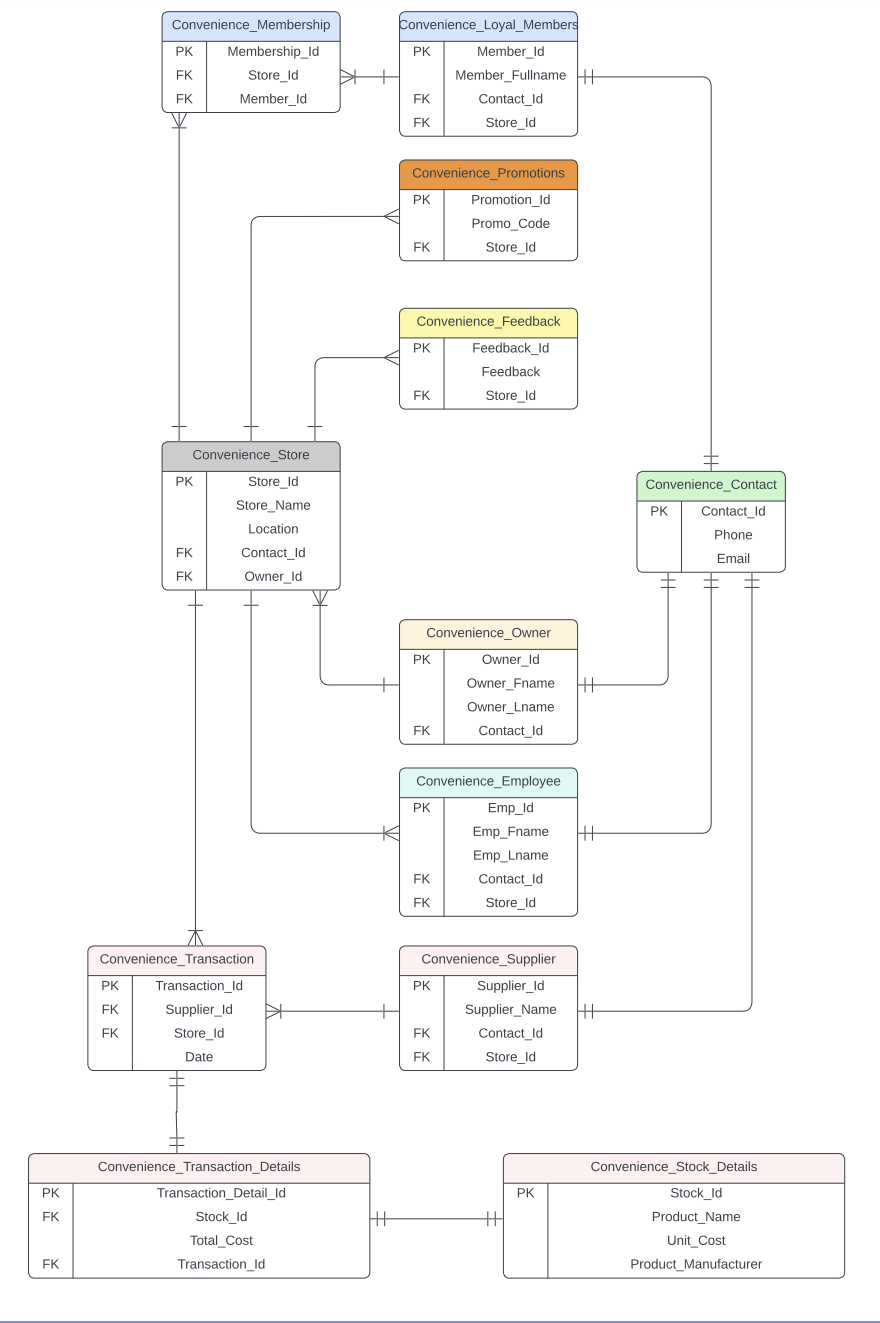 Convenience_Membership
PK Membership_Id
FK Store_Id
FK Member_Id
Convenience_Loyal_Members
PK Member_Id
Member_Fullname
FK Contact_Id
FK Store_Id
Convenience_Promotions
PK Promotion_Id
Promo_Code
FK Store_Id
Convenience_Feedback
PK Feedback_Id
Feedback
FK Store_Id
Convenience_Store
PK Store_Id
Store_Name
Location
FK Contact_Id
FK Owner_Id
Convenience_Contact
PK Contact_Id
Phone
Email
Convenience_Owner
PK Owner_Id
Owner_Fname
Owner_Lname
FK Contact_Id
Convenience_Employee
PK Emp_Id
Emp_Fname
Emp_Lname
FK Contact_Id
FK Store_Id
Convenience_Transaction
PK Transaction_Id
FK Supplier_Id
FK Store_Id
Date
Convenience_Supplier
PK Supplier_Id
Supplier_Name
FK Contact_Id
FK Store_Id
Convenience_Transaction_Details
PK Transaction_Detail_Id
FK Stock_Id
Total_Cost
FK Transaction_Id
Convenience_Stock_Details
PK Stock_Id
Product_Name
Unit_Cost
Product_Manufacturer